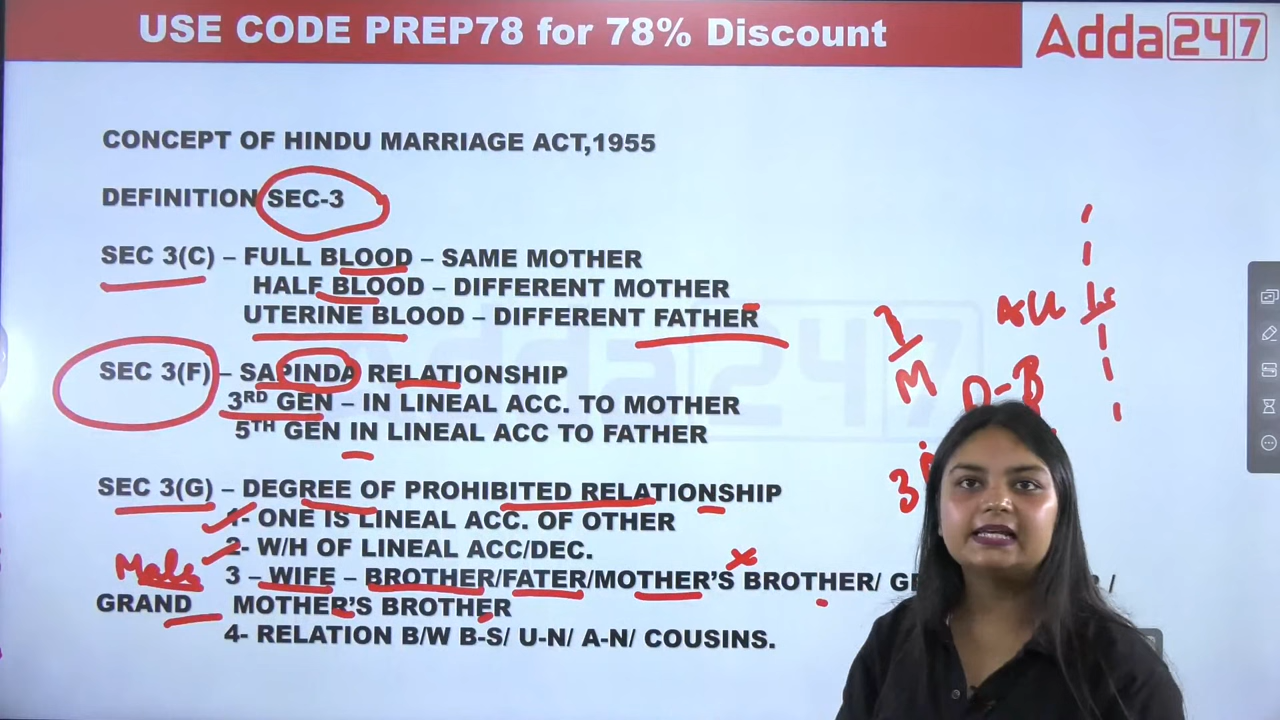 USE CODE PREP78 for 78% Discount
Adda247
CONCEPT OF HINDU MARRIAGE ACT,1955
DEFINITION SEC-3
SEC 3(C) – FULL BLOOD – SAME MOTHER
HALF BLOOD – DIFFERENT MOTHER
UTERINE BLOOD – DIFFERENT FATHER
SEC 3(F) – SAPINDA RELATIONSHIP
3RD GEN – IN LINEAL ACC. TO MOTHER
5TH GEN IN LINEAL ACC TO FATHER
SEC 3(G) – DEGREE OF PROHIBITED RELATIONSHIP
1- ONE IS LINEAL ACC. OF OTHER
2- W/H OF LINEAL ACC/DEC.
3 – WIFE – BROTHER/FATER/MOTHER'S BROTHER/
GRAND MOTHER'S BROTHER
4- RELATION B/W B-S/ U-N/ A-N/ COUSINS.
Male
M
D-B
3